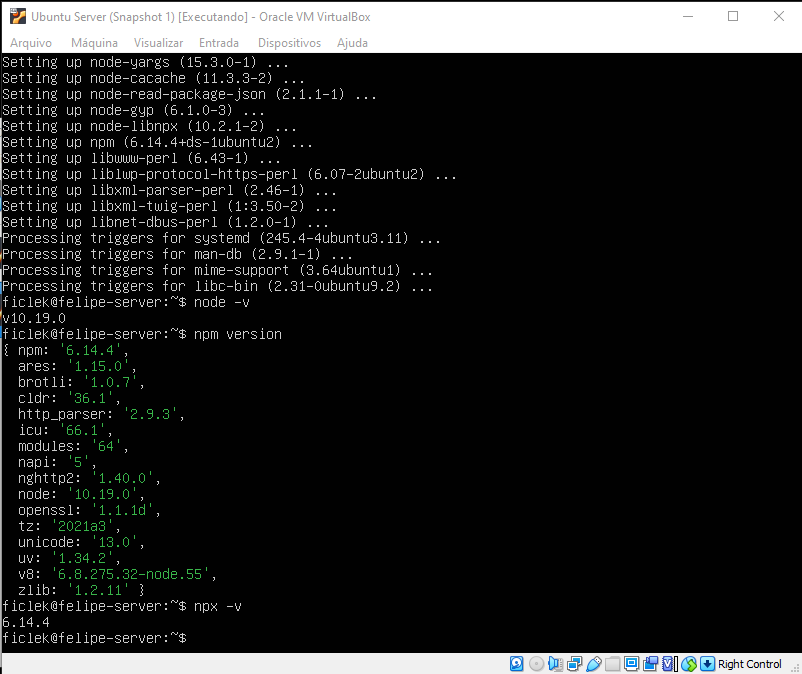 Ubuntu Server (Snapshot 1) [Executando] - Oracle VM VirtualBox
Arquivo Máquina Visualizar Entrada Dispositivos Ajuda
Setting up node-yargs (15.3.0-1) ...
Setting up node-cacache (11.3.3-2) ...
Setting up node-read-package-json (2.1.1-1) ...
Setting up node-gyp (6.1.0-3) ...
Setting up node-libnpx (10.2.1-2) ...
Setting up npm (6.14.4+ds-1ubuntu2) ...
Setting up libwww-perl (6.43-1) ...
Setting up liblwp-protocol-https-perl (6.07-2ubuntu2) ...
Setting up libxml-parser-perl (2.46-1) ...
Setting up libxml-twig-perl (1:3.50-2) ...
Setting up libnet-dbus-perl (1.2.0-1) ...
Processing triggers for systemd (245.4-4ubuntu3.11) ...
Processing triggers for man-db (2.9.1-1) ...
Processing triggers for mime-support (3.64ubuntu1) ...
Processing triggers for libc-bin (2.31-0ubuntu9.2) ...
ficlek@felipe-server:~$ node -v
v10.19.0
ficlek@felipe-server:~$ npm version
{ npm: '6.14.4',
  ares: '1.15.0',
  brotli: '1.0.7',
  cldr: '36.1',
  http_parser: '2.9.3',
  icu: '66.1',
  modules: '64',
  napi: '5',
  nghttp2: '1.40.0',
  node: '10.19.0',
  openssl: '1.1.1d',
  tz: '2021a3',
  unicode: '13.0',
  uv: '1.34.2',
  v8: '6.8.275.32-node.55',
  zlib: '1.2.11' }
ficlek@felipe-server:~$ npx -v
6.14.4
ficlek@felipe-server:~$
Right Control